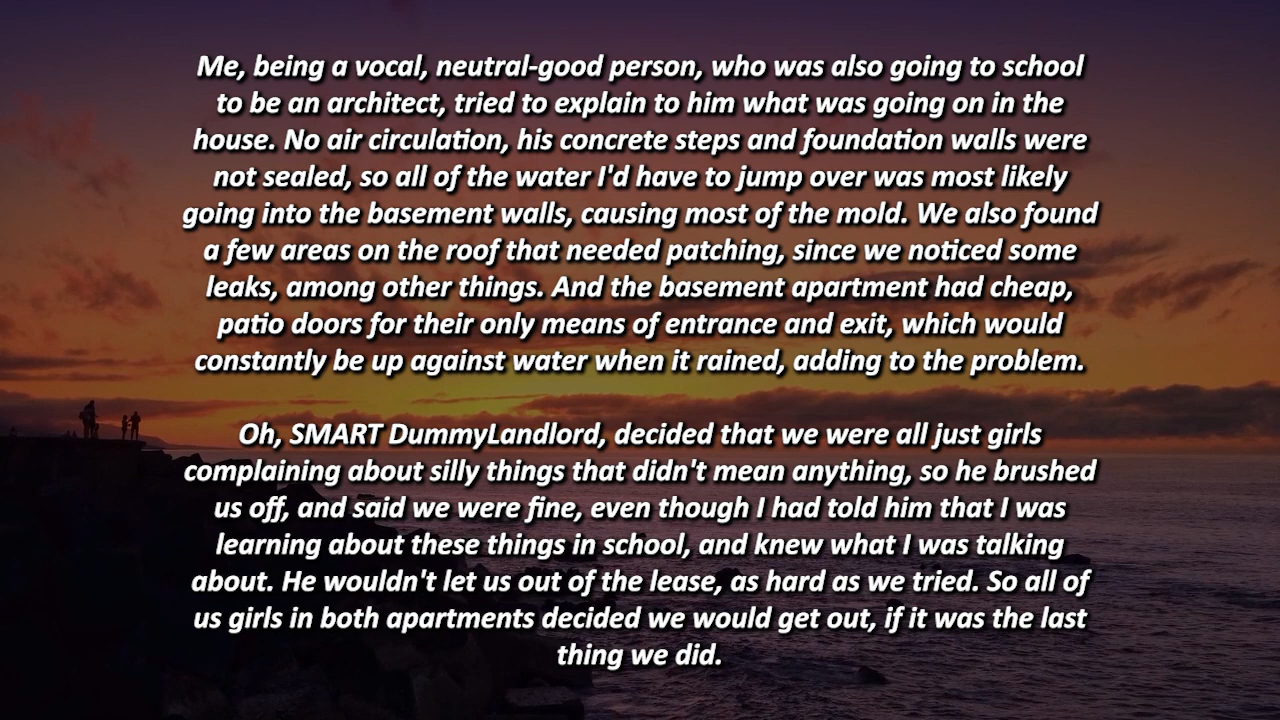 Me, being a vocal, neutral-good person, who was also going to school
to be an architect, tried to explain to him what was going on in the
house. No air circulation, his concrete steps and foundation walls were
not sealed, so all of the water I'd have to jump over was most likely
going into the basement walls, causing most of the mold. We also found
a few areas on the roof that needed patching, since we noticed some
leaks, among other things. And the basement apartment had cheap,
patio doors for their only means of entrance and exit, which would
constantly be up against water when it rained, adding to the problem.
Oh, SMART DummyLandlord, decided that we were all just girls
complaining about silly things that didn't mean anything, so he brushed
us off, and said we were fine, even though I had told him that I was
learning about these things in school, and knew what I was talking
about. He wouldn't let us out of the lease, as hard as we tried. So all of
us girls in both apartments decided we would get out, if it was the last
thing we did.